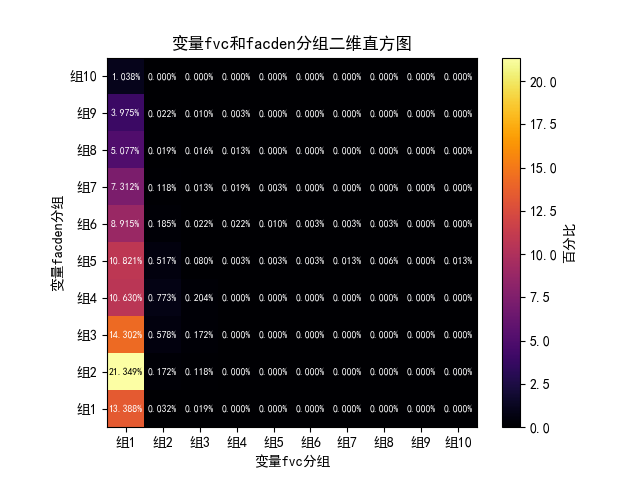 变量fvc和facden分组二维直方图
组10 1.038% 0.000% 0.000% 0.000% 0.000% 0.000% 0.000% 0.000% 0.000% 0.000%
组9 3.975% 0.022% 0.010% 0.003% 0.000% 0.000% 0.000% 0.000% 0.000% 0.000%
组8 5.077% 0.019% 0.016% 0.013% 0.000% 0.000% 0.000% 0.000% 0.000% 0.000%
组7 7.312% 0.118% 0.013% 0.019% 0.003% 0.000% 0.000% 0.000% 0.000% 0.000%
组6 8.915% 0.185% 0.022% 0.022% 0.010% 0.003% 0.003% 0.003% 0.000% 0.000%
组5 10.821% 0.517% 0.080% 0.003% 0.003% 0.003% 0.013% 0.006% 0.000% 0.013%
组4 10.630% 0.773% 0.204% 0.000% 0.000% 0.000% 0.000% 0.000% 0.000% 0.000%
组3 14.302% 0.578% 0.172% 0.000% 0.000% 0.000% 0.000% 0.000% 0.000% 0.000%
组2 21.349% 0.172% 0.118% 0.000% 0.000% 0.000% 0.000% 0.000% 0.000% 0.000%
组1 13.388% 0.032% 0.019% 0.000% 0.000% 0.000% 0.000% 0.000% 0.000% 0.000%
组1 组2 组3 组4 组5 组6 组7 组8 组9 组10
变量fvc分组
变量facden分组
20.0
17.5
15.0
12.5
10.0
7.5
5.0
2.5
0.0
百分比